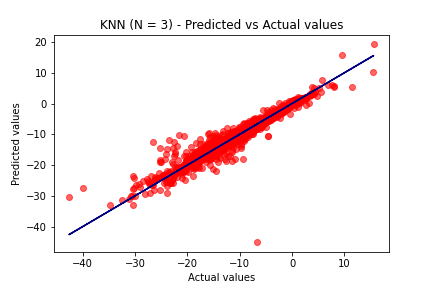 KNN (N = 3) - Predicted vs Actual values
20
10
0
−10
−20
−30
−40
Predicted values
−40 −30 −20 −10 0 10
Actual values